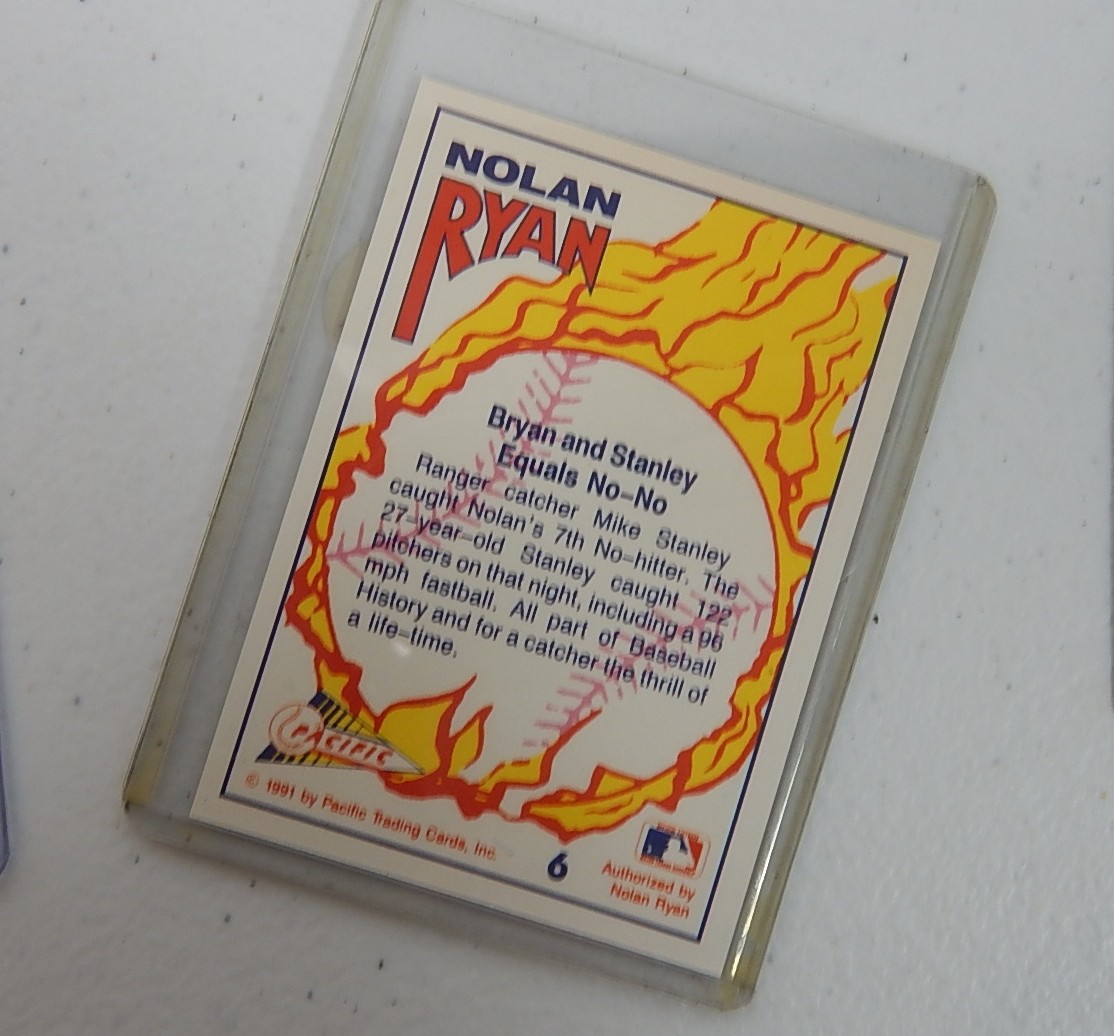 NOLAN
RYAN
Bryan and Stanley
Equals No-No
Ranger catcher Mike Stanley
caught Nolan's 7th No-hitter. The
27-year-old Stanley caught 122
pitchers on that night, including a 96
mph fastball. All part of Baseball
History and for a catcher the thrill of
a life-time.
PACIFIC
© 1991 by Pacific Trading Cards, Inc.
6
Authorized by
Nolan Ryan